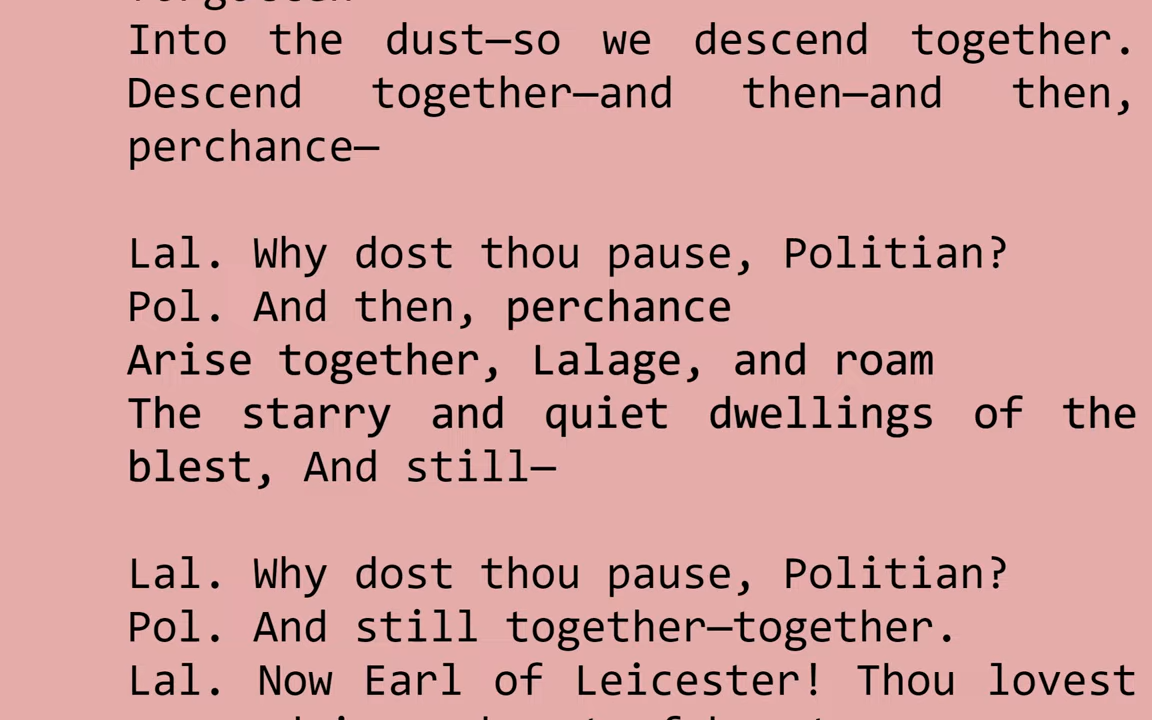 Into the dust—so we descend together.
Descend together—and then—and then,
perchance—
Lal. Why dost thou pause, Politian?
Pol. And then, perchance
Arise together, Lalage, and roam
The starry and quiet dwellings of the
blest, And still—
Lal. Why dost thou pause, Politian?
Pol. And still together—together.
Lal. Now Earl of Leicester! Thou lovest